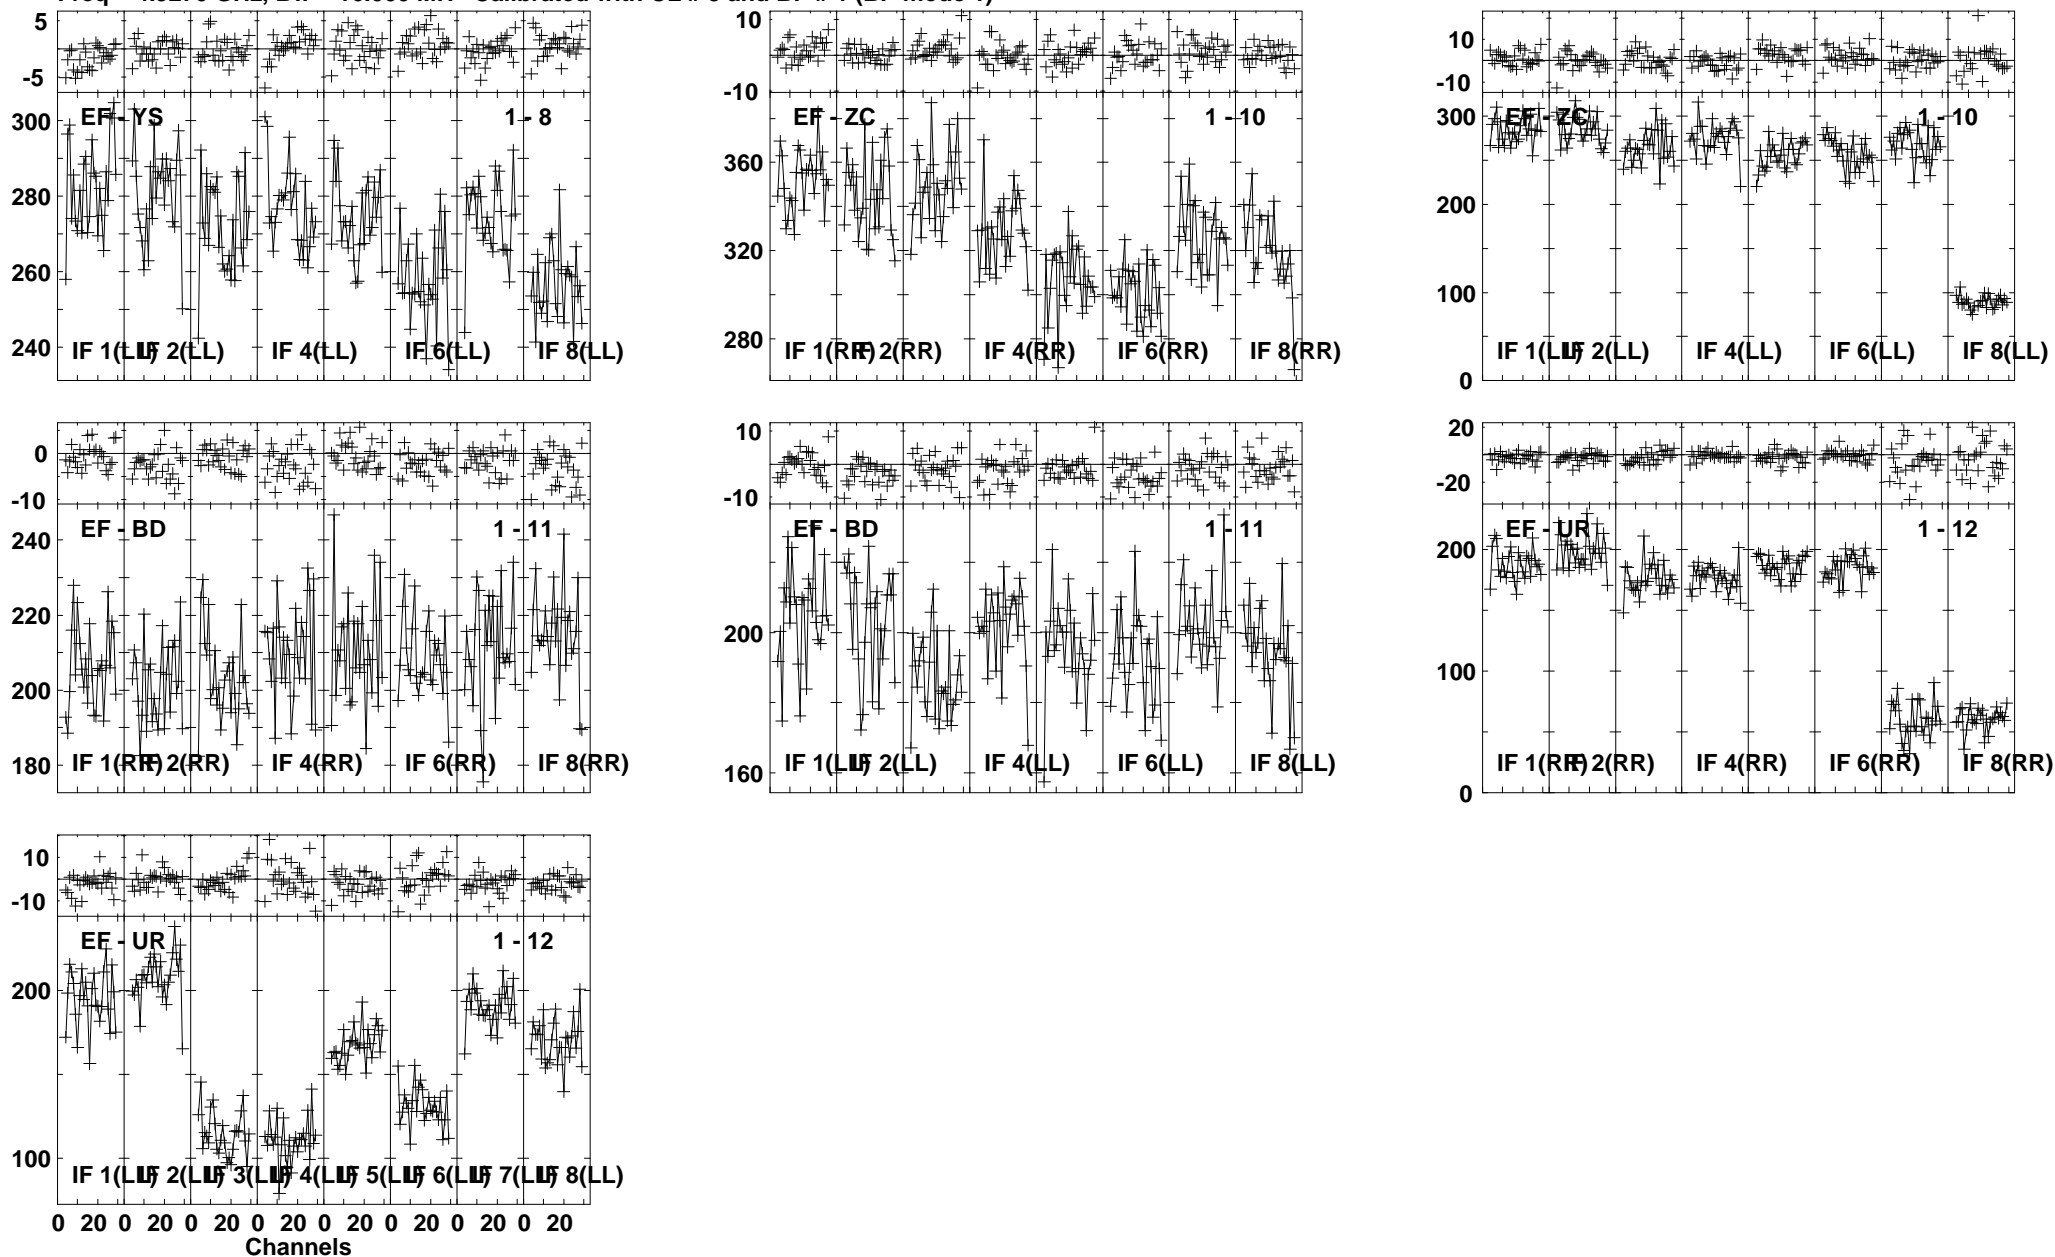 5
-5
EF - YS
1 - 8
300
280
260
240
IF 1(LL)
IF 2(LL)
IF 4(LL)
IF 6(LL)
IF 8(LL)
10
0
-10
EF - ZC
1 - 10
360
320
280
IF 1(RR)
IF 2(RR)
IF 4(RR)
IF 6(RR)
IF 8(RR)
10
0
-10
EF - ZC
1 - 10
300
200
100
0
IF 1(LL)
IF 2(LL)
IF 4(LL)
IF 6(LL)
IF 8(LL)
0
-10
EF - BD
1 - 11
240
220
200
180
IF 1(RR)
IF 2(RR)
IF 4(RR)
IF 6(RR)
IF 8(RR)
10
0
-10
EF - BD
1 - 11
200
160
IF 1(LL)
IF 2(LL)
IF 4(LL)
IF 6(LL)
IF 8(LL)
20
0
-20
EF - UR
1 - 12
200
100
0
IF 1(RR)
IF 2(RR)
IF 4(RR)
IF 6(RR)
IF 8(RR)
10
-10
EF - UR
1 - 12
200
100
IF 1(LL)
IF 2(LL)
IF 3(LL)
IF 4(LL)
IF 5(LL)
IF 6(LL)
IF 7(LL)
IF 8(LL)
0 20 0 20 0 20 0 20 0 20 0 20 0 20 0 20
Channels